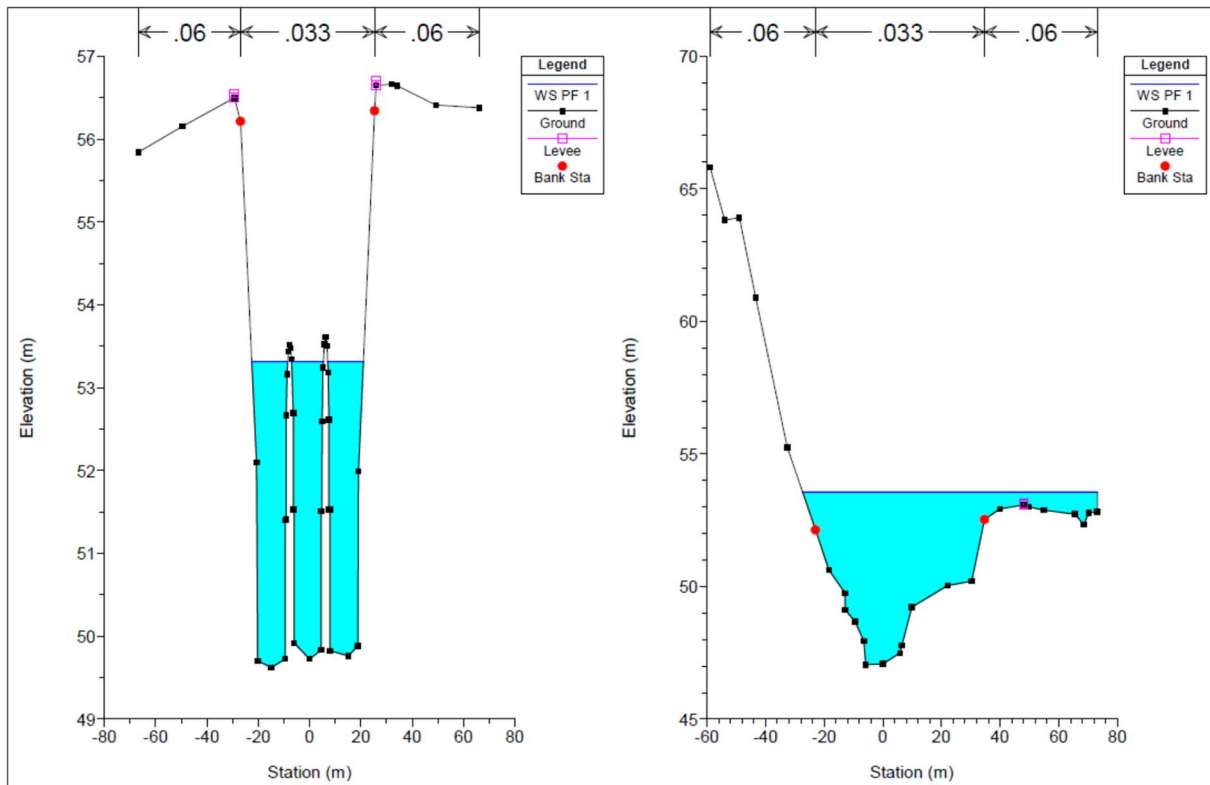 .06 .033 .06
57
56
55
54
53
52
51
50
49
Elevation (m)
-80 -60 -40 -20 0 20 40 60 80
Station (m)
Legend
WS PF 1
Ground
Levee
Bank Sta
.06 .033 .06
70
65
60
55
50
45
Elevation (m)
-60 -40 -20 0 20 40 60 80
Station (m)
Legend
WS PF 1
Ground
Levee
Bank Sta